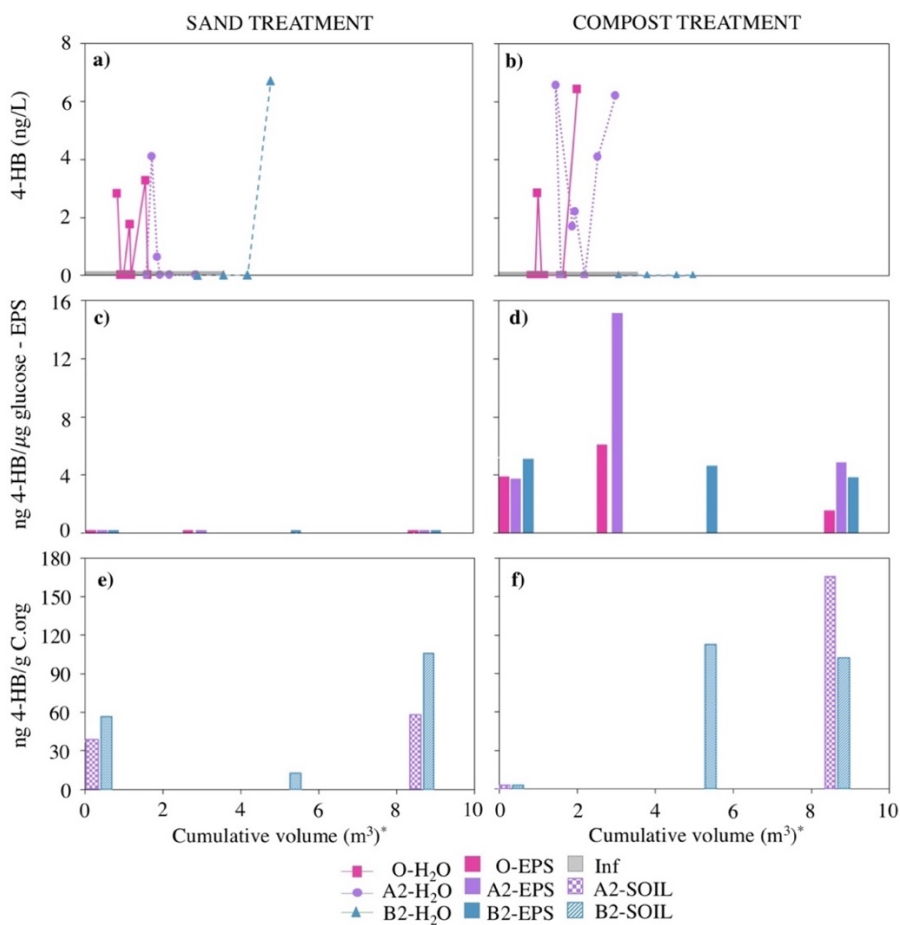 SAND TREATMENT
COMPOST TREATMENT
8
a)
b)
6
4
2
0
4-HB (ng/L)
16
c)
d)
12
8
4
0
ng 4-HB/µg glucose - EPS
180
e)
f)
150
120
90
60
30
0
ng 4-HB/g C.org
0 2 4 6 8 10
0 2 4 6 8 10
Cumulative volume (m³)*
Cumulative volume (m³)*
O-H₂O O-EPS Inf
A2-H₂O A2-EPS A2-SOIL
B2-H₂O B2-EPS B2-SOIL